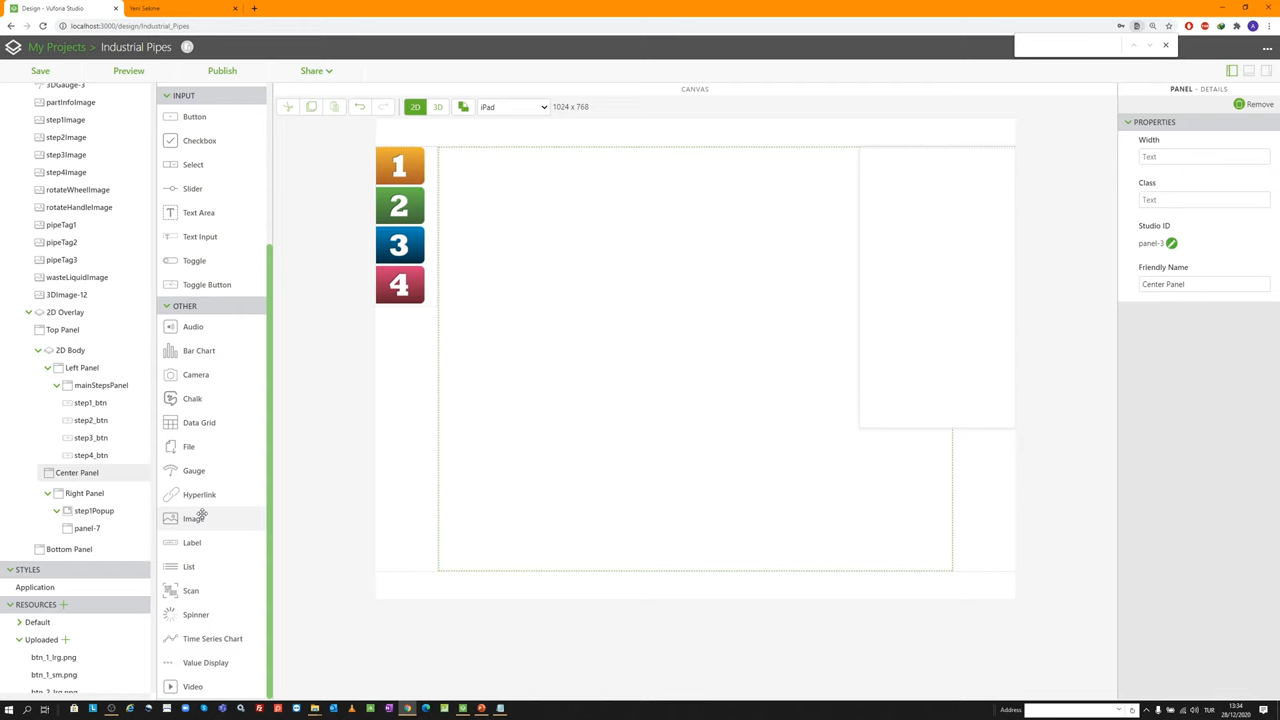 Design - Vuforia Studio
Yeni Sekme
localhost:3000/design/Industrial_Pipes
My Projects > Industrial Pipes
Save
Preview
Publish
Share
3DGauge-3
partInfoImage
step1Image
step2Image
step3Image
step4Image
rotateWheelImage
rotateHandleImage
pipeTag1
pipeTag2
pipeTag3
wasteLiquidImage
3DImage-12
2D Overlay
Top Panel
2D Body
Left Panel
mainStepsPanel
step1_btn
step2_btn
step3_btn
step4_btn
Center Panel
Right Panel
step1Popup
panel-7
Bottom Panel
STYLES
Application
RESOURCES
Default
Uploaded
btn_1_lrg.png
btn_1_sm.png
INPUT
Button
Checkbox
Select
Slider
Text Area
Text Input
Toggle
Toggle Button
OTHER
Audio
Bar Chart
Camera
Chalk
Data Grid
File
Gauge
Hyperlink
Image
Label
List
Scan
Spinner
Time Series Chart
Value Display
Video
CANVAS
2D
3D
iPad
1024 x 768
1
2
3
4
PANEL - DETAILS
Remove
PROPERTIES
Width
Text
Class
Text
Studio ID
panel-3
Friendly Name
Center Panel
Address
TUR
13:34
28/12/2020